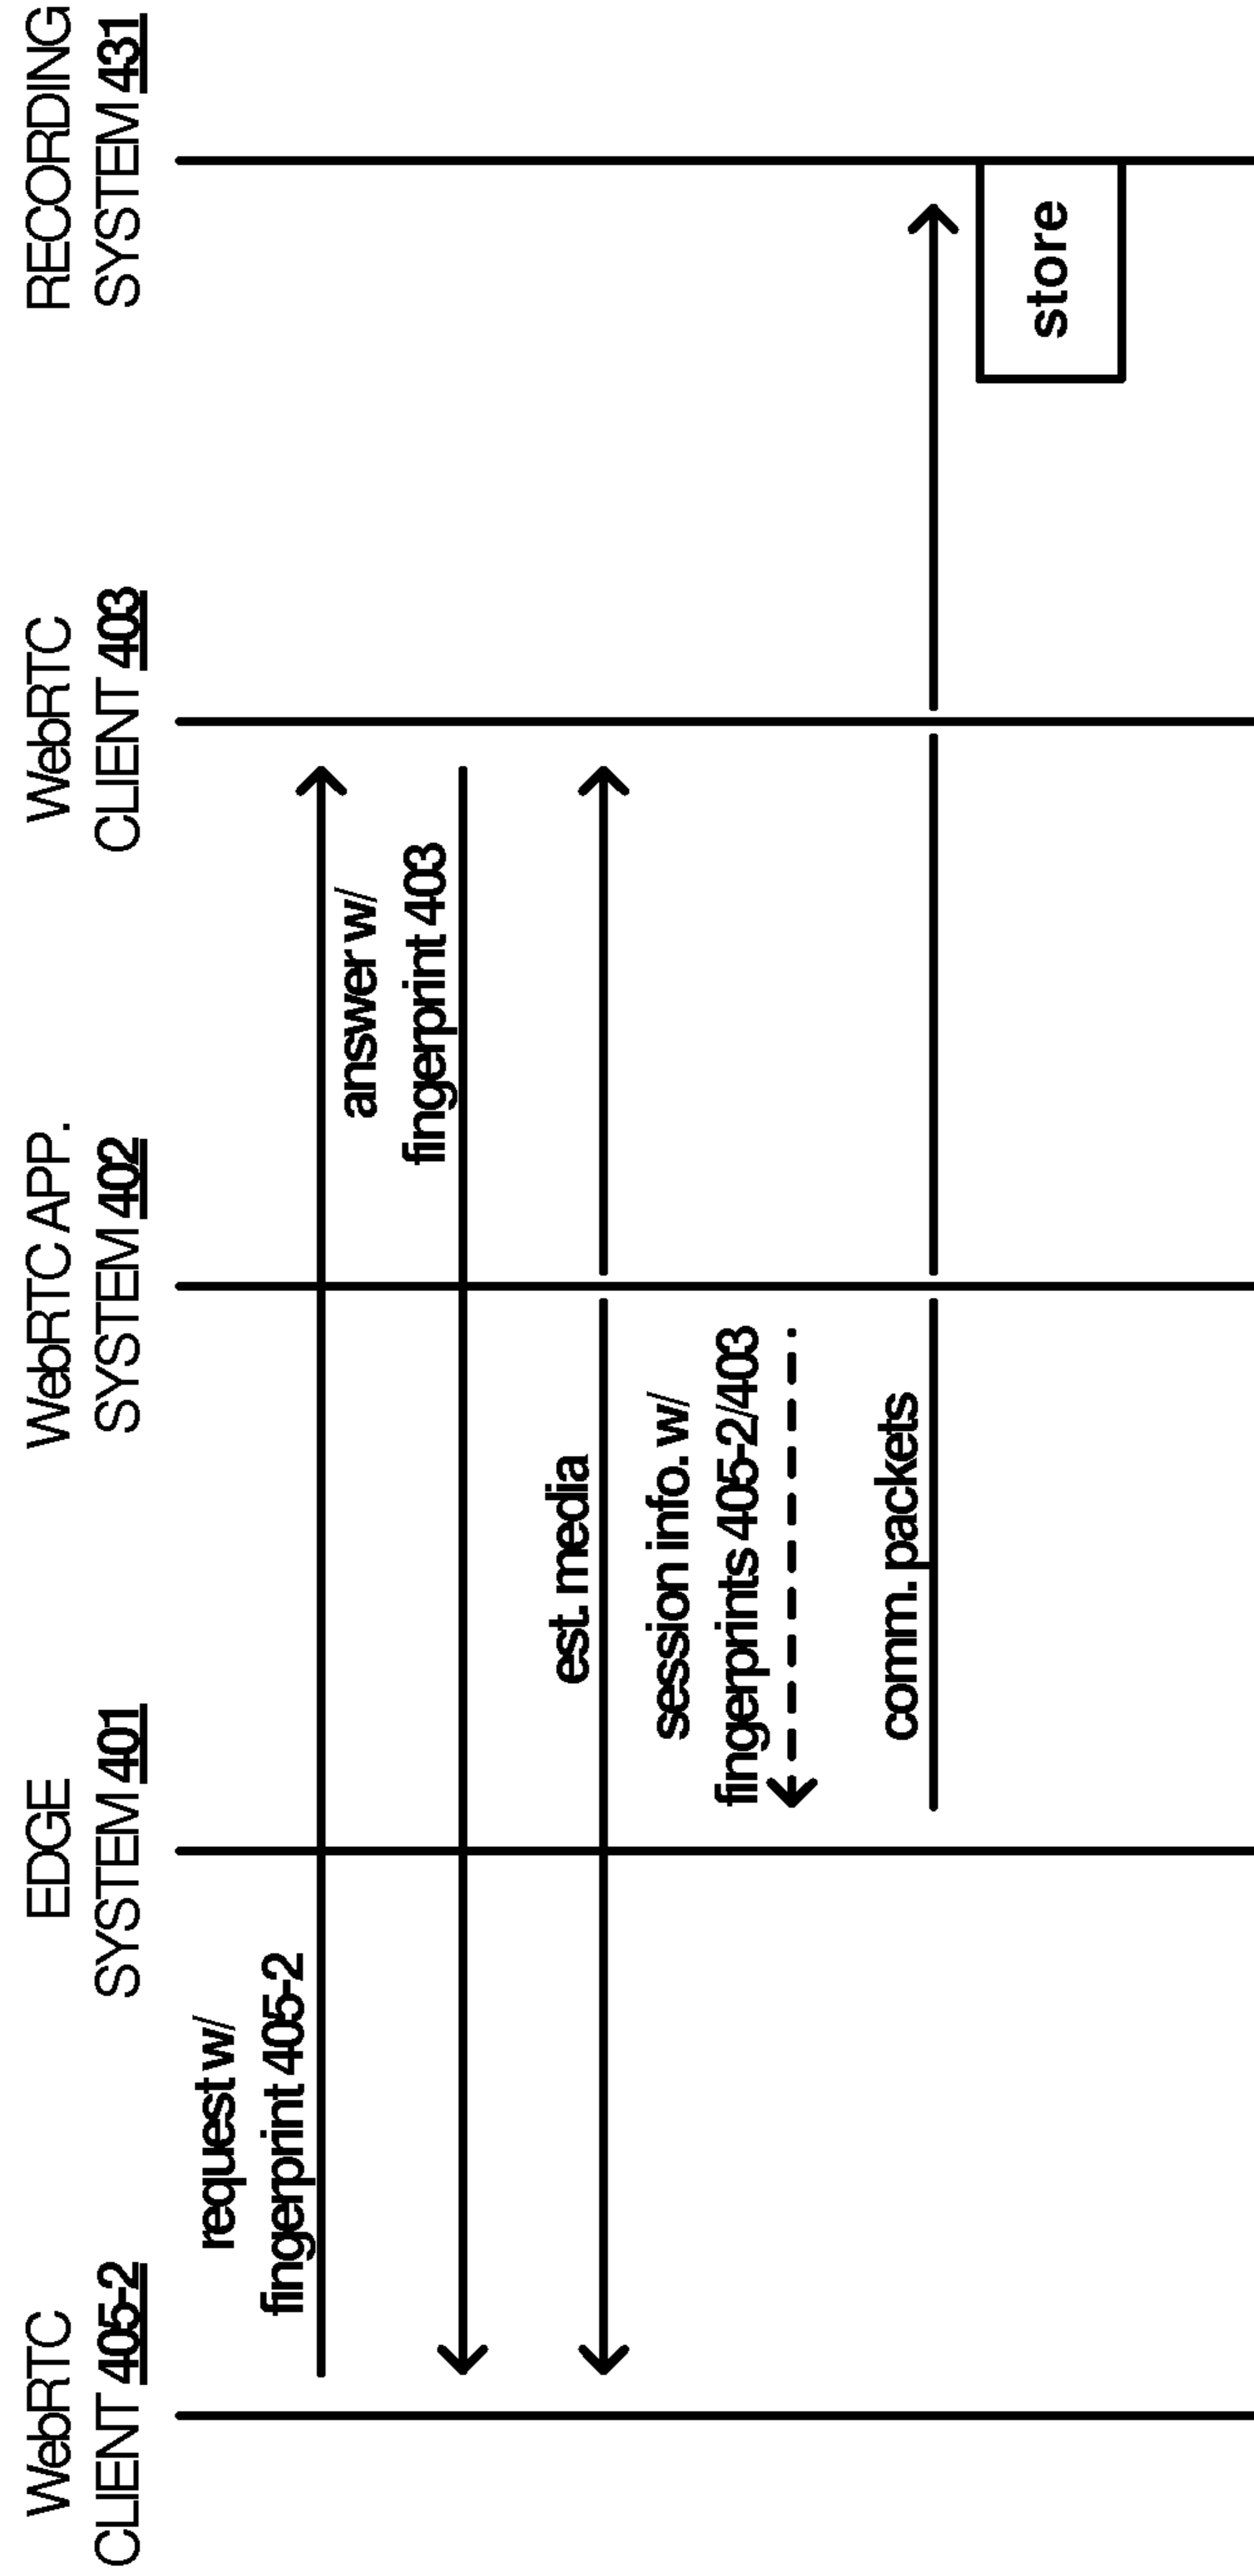 WebRTC
CLIENT 405-2
EDGE
SYSTEM 401
WebRTC APP.
SYSTEM 402
WebRTC
CLIENT 403
RECORDING
SYSTEM 431
request w/
fingerprint 405-2
answer w/
fingerprint 403
est. media
session info. w/
fingerprints 405-2/403
comm. packets
store